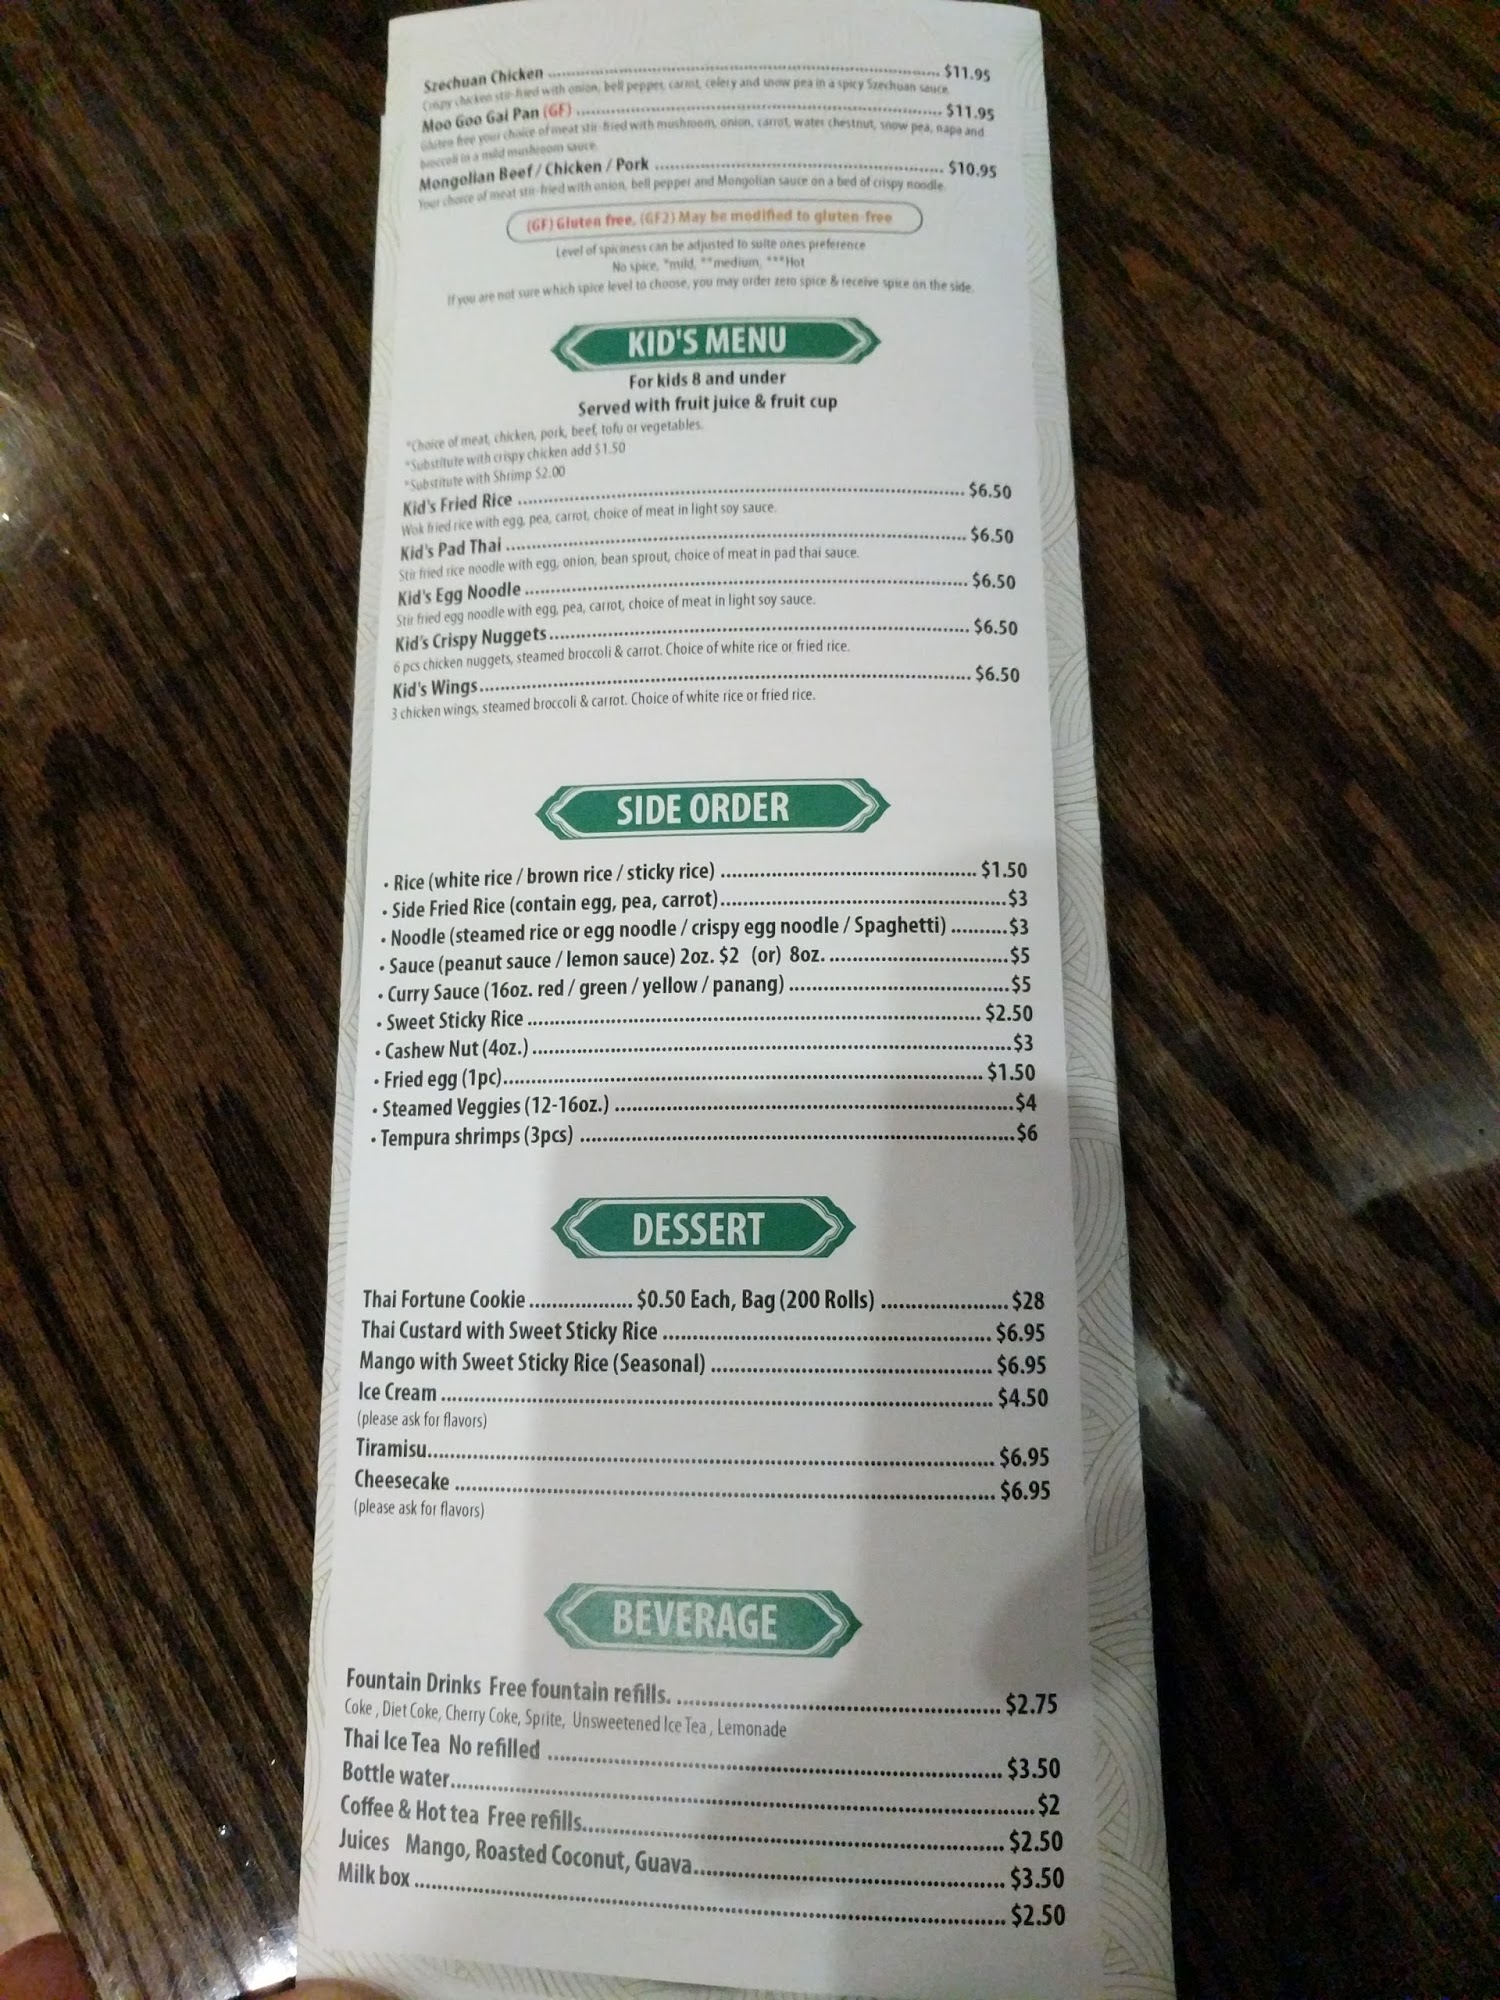 Szechuan Chicken ........ $11.95
Crispy chicken stir-fried with onion, bell pepper, carrot, celery and snow pea in a spicy Szechuan sauce.
Moo Goo Gai Pan (GF) ........ $11.95
Gluten free your choice of meat stir-fried with mushroom, onion, carrot, water chestnut, snow pea, napa and
broccoli in a mild mushroom sauce.
Mongolian Beef / Chicken / Pork ........ $10.95
Your choice of meat stir-fried with onion, bell pepper and Mongolian sauce on a bed of crispy noodle.
(GF) Gluten free, (GF2) May be modified to gluten-free
Level of spiciness can be adjusted to suite ones preference
No spice, *mild, **medium, ***Hot
If you are not sure which spice level to choose, you may order zero spice & receive spice on the side.
KID'S MENU
For kids 8 and under
Served with fruit juice & fruit cup
*Choice of meat, chicken, pork, beef, tofu or vegetables.
*Substitute with crispy chicken add $1.50
*Substitute with Shrimp $2.00
Kid's Fried Rice ........ $6.50
Wok fried rice with egg, pea, carrot, choice of meat in light soy sauce.
Kid's Pad Thai ........ $6.50
Stir fried rice noodle with egg, onion, bean sprout, choice of meat in pad thai sauce.
Kid's Egg Noodle ........ $6.50
Stir fried egg noodle with egg, pea, carrot, choice of meat in light soy sauce.
Kid's Crispy Nuggets ........ $6.50
6 pcs chicken nuggets, steamed broccoli & carrot. Choice of white rice or fried rice.
Kid's Wings ........ $6.50
3 chicken wings, steamed broccoli & carrot. Choice of white rice or fried rice.
SIDE ORDER
• Rice (white rice / brown rice / sticky rice) ........ $1.50
• Side Fried Rice (contain egg, pea, carrot) ........ $3
• Noodle (steamed rice or egg noodle / crispy egg noodle / Spaghetti) ........ $3
• Sauce (peanut sauce / lemon sauce) 2oz. $2 (or) 8oz. ........ $5
• Curry Sauce (16oz. red / green / yellow / panang) ........ $5
• Sweet Sticky Rice ........ $2.50
• Cashew Nut (4oz.) ........ $3
• Fried egg (1pc) ........ $1.50
• Steamed Veggies (12-16oz.) ........ $4
• Tempura shrimps (3pcs) ........ $6
DESSERT
Thai Fortune Cookie ........ $0.50 Each, Bag (200 Rolls) ........ $28
Thai Custard with Sweet Sticky Rice ........ $6.95
Mango with Sweet Sticky Rice (Seasonal) ........ $6.95
Ice Cream ........ $4.50
(please ask for flavors)
Tiramisu ........ $6.95
Cheesecake ........ $6.95
(please ask for flavors)
BEVERAGE
Fountain Drinks Free fountain refills. ........ $2.75
Coke , Diet Coke, Cherry Coke, Sprite, Unsweetened Ice Tea , Lemonade
Thai Ice Tea No refilled ........ $3.50
Bottle water ........ $2
Coffee & Hot tea Free refills ........ $2.50
Juices Mango, Roasted Coconut, Guava ........ $3.50
Milk box ........ $2.50